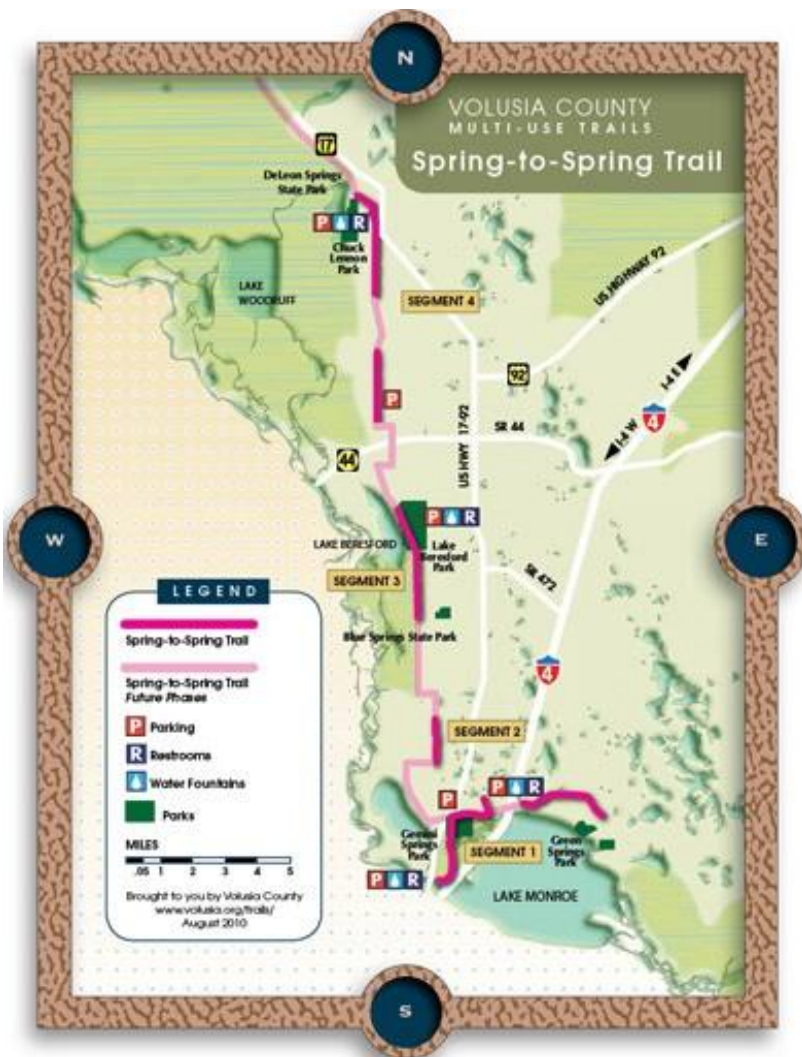 N
VOLUSIA COUNTY
MULTI-USE TRAILS
Spring-to-Spring Trail
17
DeLeon Springs
State Park
P R
Chuck
Lennon
Park
LAKE
WOODRUFF
SEGMENT 4
US HIGHWAY 92
92
P
I-4 E
4
I-4 W
SR 44
US HWY 17-92
44
W
E
P R
LAKE BERESFORD
Lake
Beresford
Park
SEGMENT 3
SR 472
Blue Springs State Park
4
SEGMENT 2
P R
P
Gemini
Springs
Park
SEGMENT 1
Green
Springs
Park
P R
LAKE MONROE
LEGEND
Spring-to-Spring Trail
Spring-to-Spring Trail
Future Phases
P Parking
R Restrooms
Water Fountains
Parks
MILES
.05 1 2 3 4 5
Brought to you by Volusia County
www.volusia.org/trails/
August 2010
S